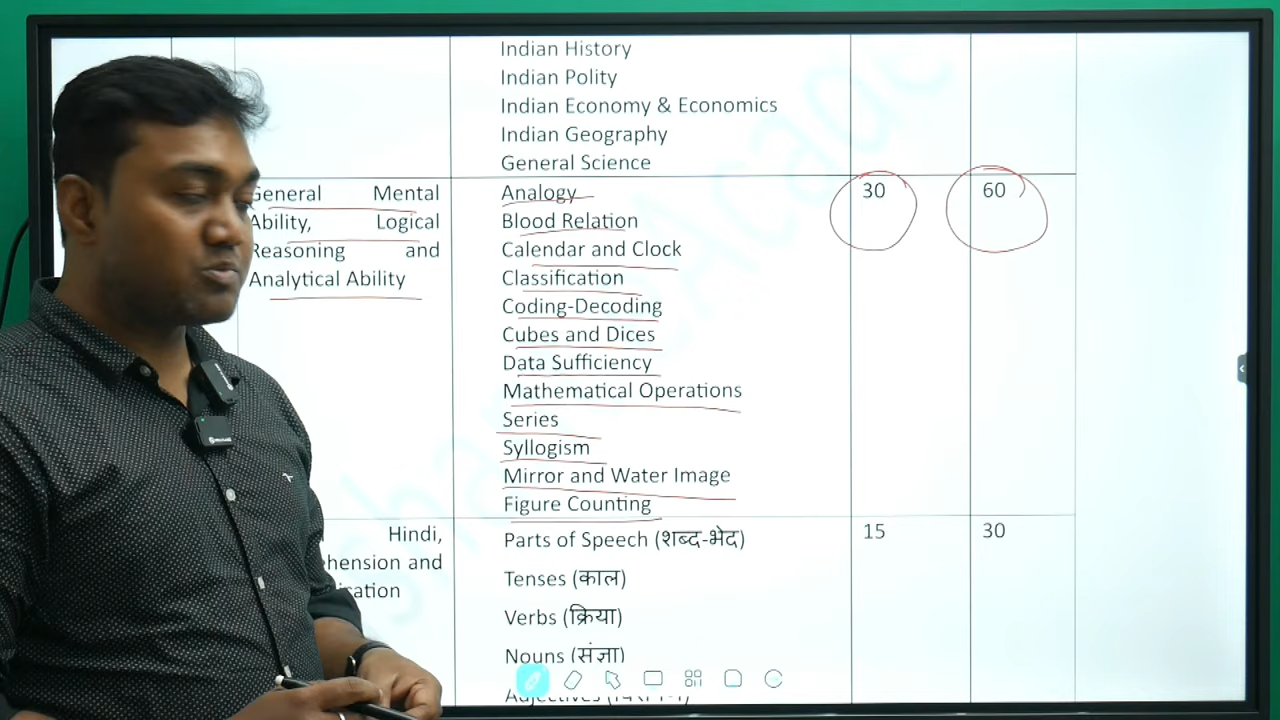 Indian History
Indian Polity
Indian Economy & Economics
Indian Geography
General Science
General Mental
Ability, Logical
Reasoning and
Analytical Ability
Analogy
Blood Relation
Calendar and Clock
Classification
Coding-Decoding
Cubes and Dices
Data Sufficiency
Mathematical Operations
Series
Syllogism
Mirror and Water Image
Figure Counting
30
60
Hindi,
and
Parts of Speech (शब्द-भेद)
Tenses (काल)
Verbs (क्रिया)
Nouns (संज्ञा)
15
30